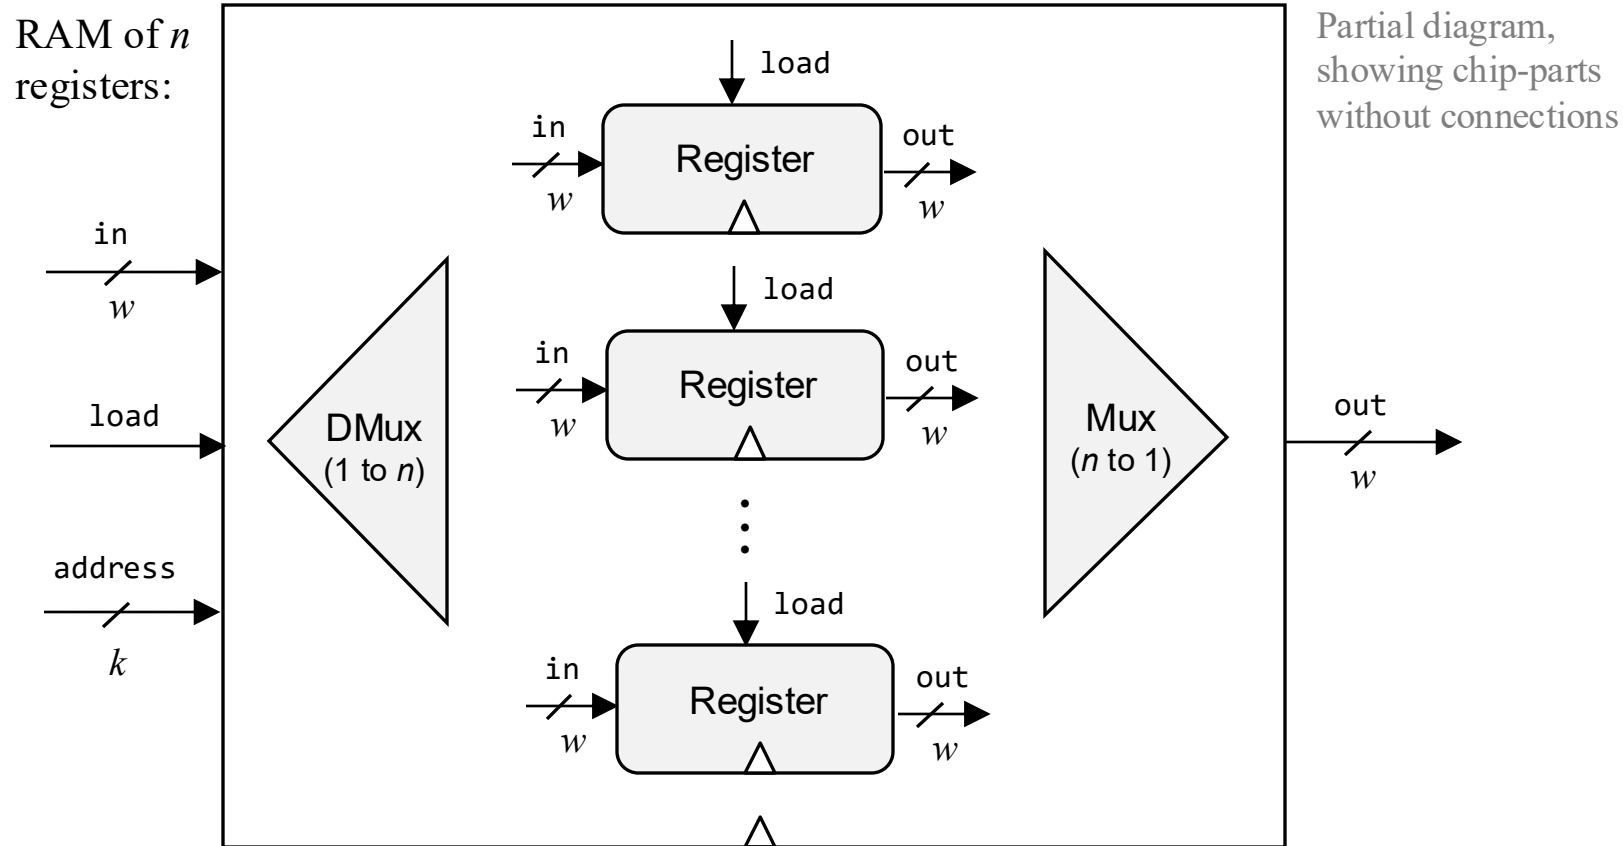 RAM of n
registers:
Partial diagram,
showing chip-parts
without connections
load
in
w
Register
out
w
in
w
load
in
w
Register
out
w
load
DMux
(1 to n)
Mux
(n to 1)
out
w
address
k
load
in
w
Register
out
w